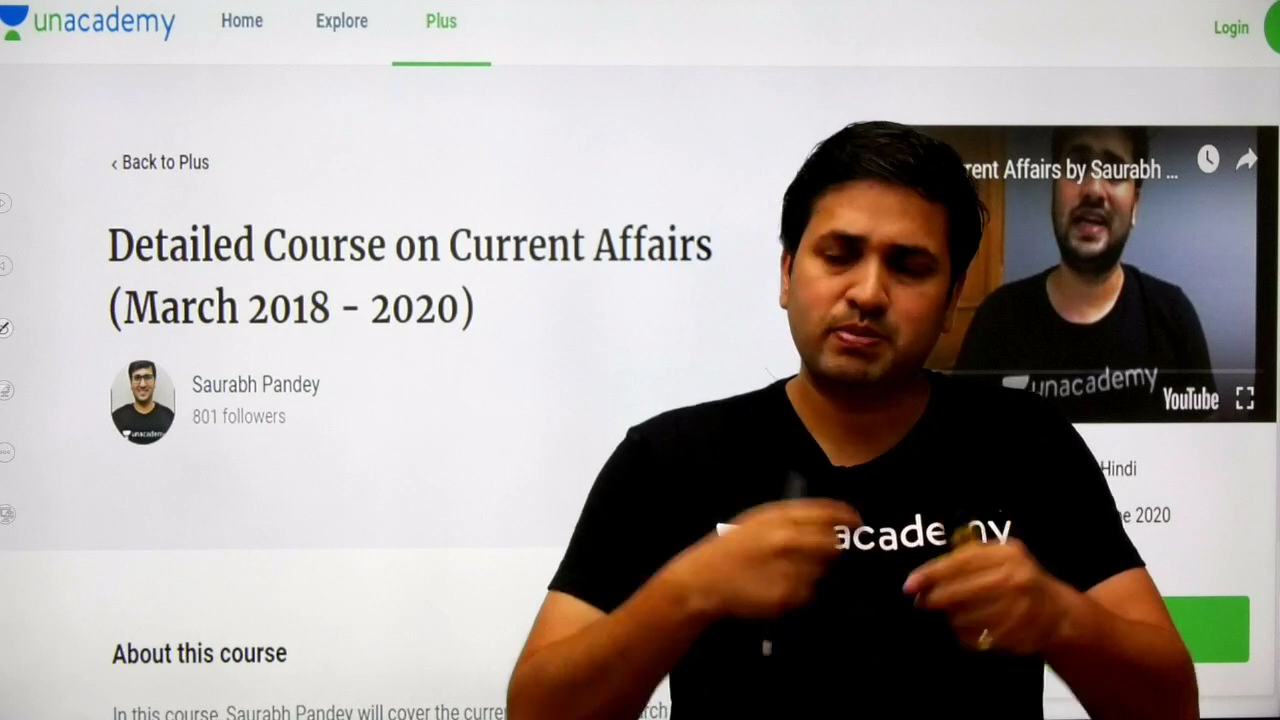 unacademy
Home Explore Plus
Login
‹ Back to Plus
rent Affairs by Saurabh ...
Detailed Course on Current Affairs
(March 2018 - 2020)
Saurabh Pandey
801 followers
unacademy
unacademy
YouTube
Hindi
2020
acade my
About this course
In this course, Saurabh Pandey will cover the curre